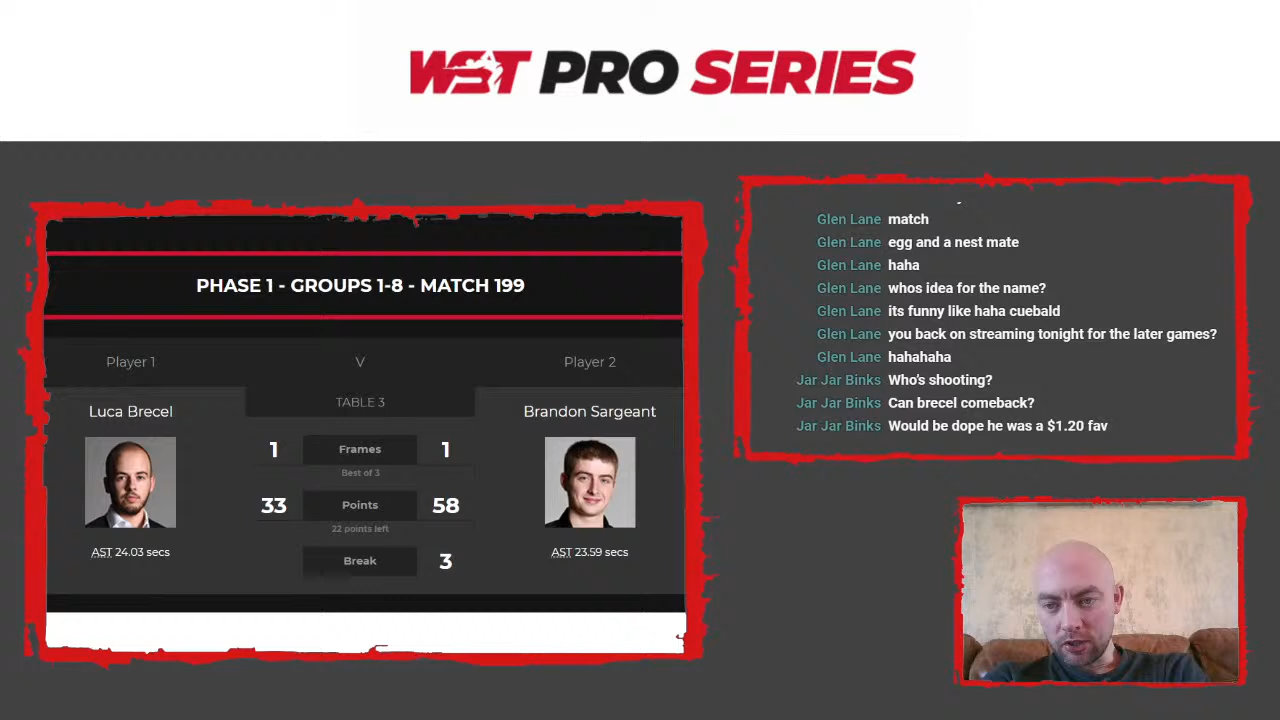 WST PRO SERIES
PHASE 1 - GROUPS 1-8 - MATCH 199
Player 1
V
Player 2
TABLE 3
Luca Brecel
Brandon Sargeant
1 Frames 1
Best of 3
33 Points 58
22 points left
Break 3
AST 24.03 secs
AST 23.59 secs
Glen Lane match
Glen Lane egg and a nest mate
Glen Lane haha
Glen Lane whos idea for the name?
Glen Lane its funny like haha cuebald
Glen Lane you back on streaming tonight for the later games?
Glen Lane hahahaha
Jar Jar Binks Who's shooting?
Jar Jar Binks Can brecel comeback?
Jar Jar Binks Would be dope he was a $1.20 fav